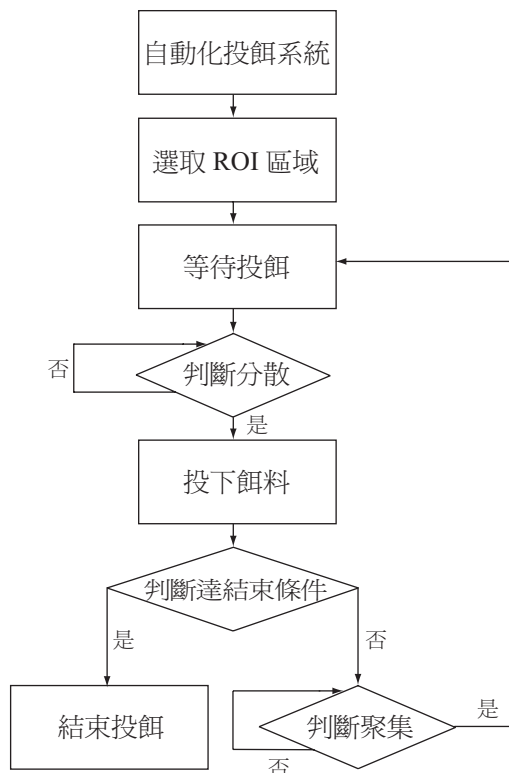 自動化投餌系統
選取 ROI 區域
等待投餌
否
判斷分散
是
投下餌料
判斷達結束條件
是
否
結束投餌
判斷聚集
是
否